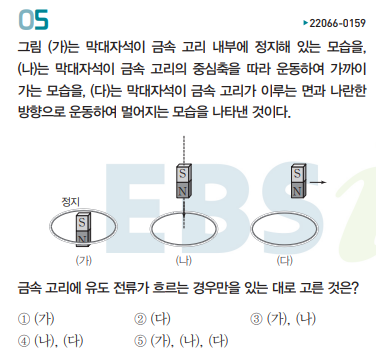 05
▶22066-0159
그림 (가)는 막대자석이 금속 고리 내부에 정지해 있는 모습을,
(나)는 막대자석이 금속 고리의 중심축을 따라 운동하여 가까이
가는 모습을, (다)는 막대자석이 금속 고리가 이루는 면과 나란한
방향으로 운동하여 멀어지는 모습을 나타낸 것이다.
EBS i
정지
S
N
S
N
S
N
(가) (나) (다)
금속 고리에 유도 전류가 흐르는 경우만을 있는 대로 고른 것은?
① (가) ② (다) ③ (가), (나)
④ (나), (다) ⑤ (가), (나), (다)